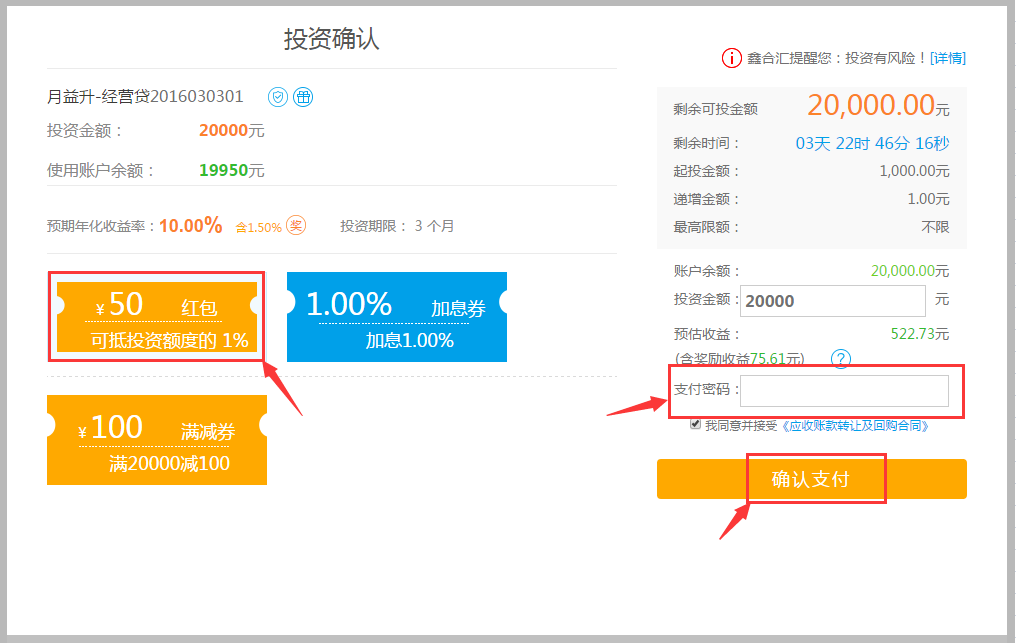 投资确认
月益升-经营贷2016030301
投资金额： 20000元
使用账户余额： 19950元
预期年化收益率：10.00% 含1.50% 奖 投资期限： 3 个月
¥ 50 红包
可抵投资额度的 1%
1.00% 加息券
加息1.00%
¥ 100 满减券
满20000减100
鑫合汇提醒您：投资有风险！[详情]
剩余可投金额 20,000.00元
剩余时间： 03天 22时 46分 16秒
起投金额： 1,000.00元
递增金额： 1.00元
最高限额： 不限
账户余额： 20,000.00元
投资金额： 20000 元
预估收益： 522.73元
(含奖励收益75.61元) ?
支付密码：
我同意并接受《应收账款转让及回购合同》
确认支付